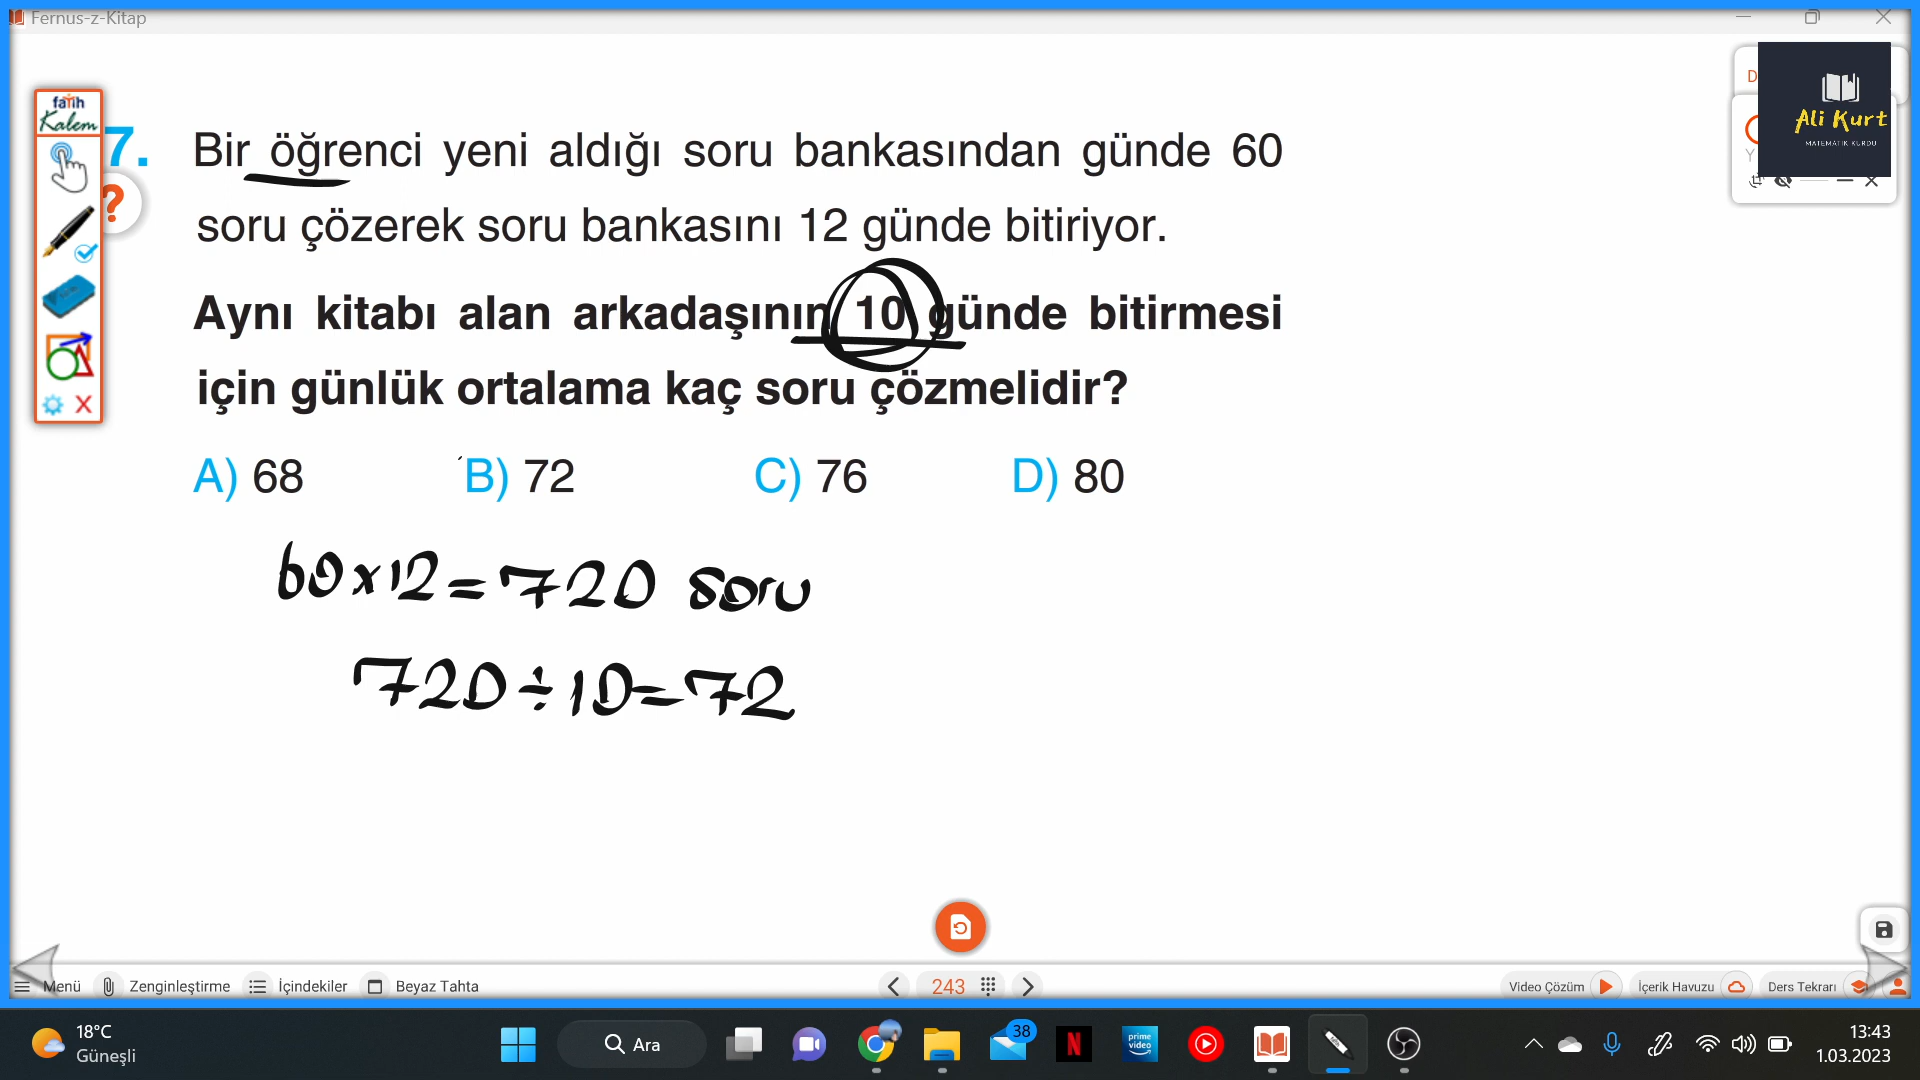 Fernus-z-Kitap
fatih
Kalem
Ali Kurt
MATEMATİK KURDU
7. Bir öğrenci yeni aldığı soru bankasından günde 60
soru çözerek soru bankasını 12 günde bitiriyor.
Aynı kitabı alan arkadaşının 10 günde bitirmesi
için günlük ortalama kaç soru çözmelidir?
A) 68 B) 72 C) 76 D) 80
60x12=720 soru
720÷10=72
Menü Zenginleştirme İçindekiler Beyaz Tahta 243 Video Çözüm İçerik Havuzu Ders Tekrarı
18°C
Güneşli
Ara
38
prime
video
13:43
1.03.2023